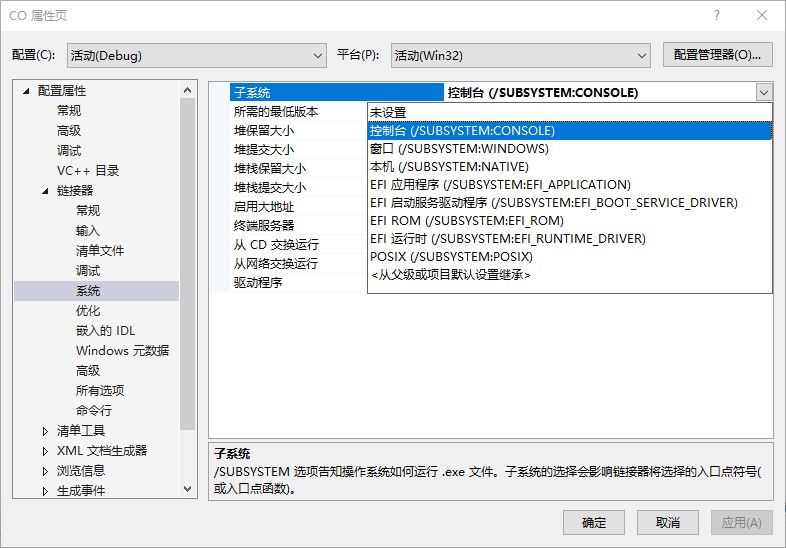 CO 属性页
配置(C): 活动(Debug) 平台(P): 活动(Win32) 配置管理器(O)...
配置属性
常规
高级
调试
VC++ 目录
链接器
常规
输入
清单文件
调试
系统
优化
嵌入的 IDL
Windows 元数据
高级
所有选项
命令行
清单工具
XML 文档生成器
浏览信息
生成事件
子系统 控制台 (/SUBSYSTEM:CONSOLE)
所需的最低版本
堆保留大小
堆提交大小
堆栈保留大小
堆栈提交大小
启用大地址
终端服务器
从 CD 交换运行
从网络交换运行
驱动程序
未设置
控制台 (/SUBSYSTEM:CONSOLE)
窗口 (/SUBSYSTEM:WINDOWS)
本机 (/SUBSYSTEM:NATIVE)
EFI 应用程序 (/SUBSYSTEM:EFI_APPLICATION)
EFI 启动服务驱动程序 (/SUBSYSTEM:EFI_BOOT_SERVICE_DRIVER)
EFI ROM (/SUBSYSTEM:EFI_ROM)
EFI 运行时 (/SUBSYSTEM:EFI_RUNTIME_DRIVER)
POSIX (/SUBSYSTEM:POSIX)
<从父级或项目默认设置继承>
子系统
/SUBSYSTEM 选项告知操作系统如何运行 .exe 文件。子系统的选择会影响链接器将选择的入口点符号(
或入口点函数)。
确定 取消 应用(A)